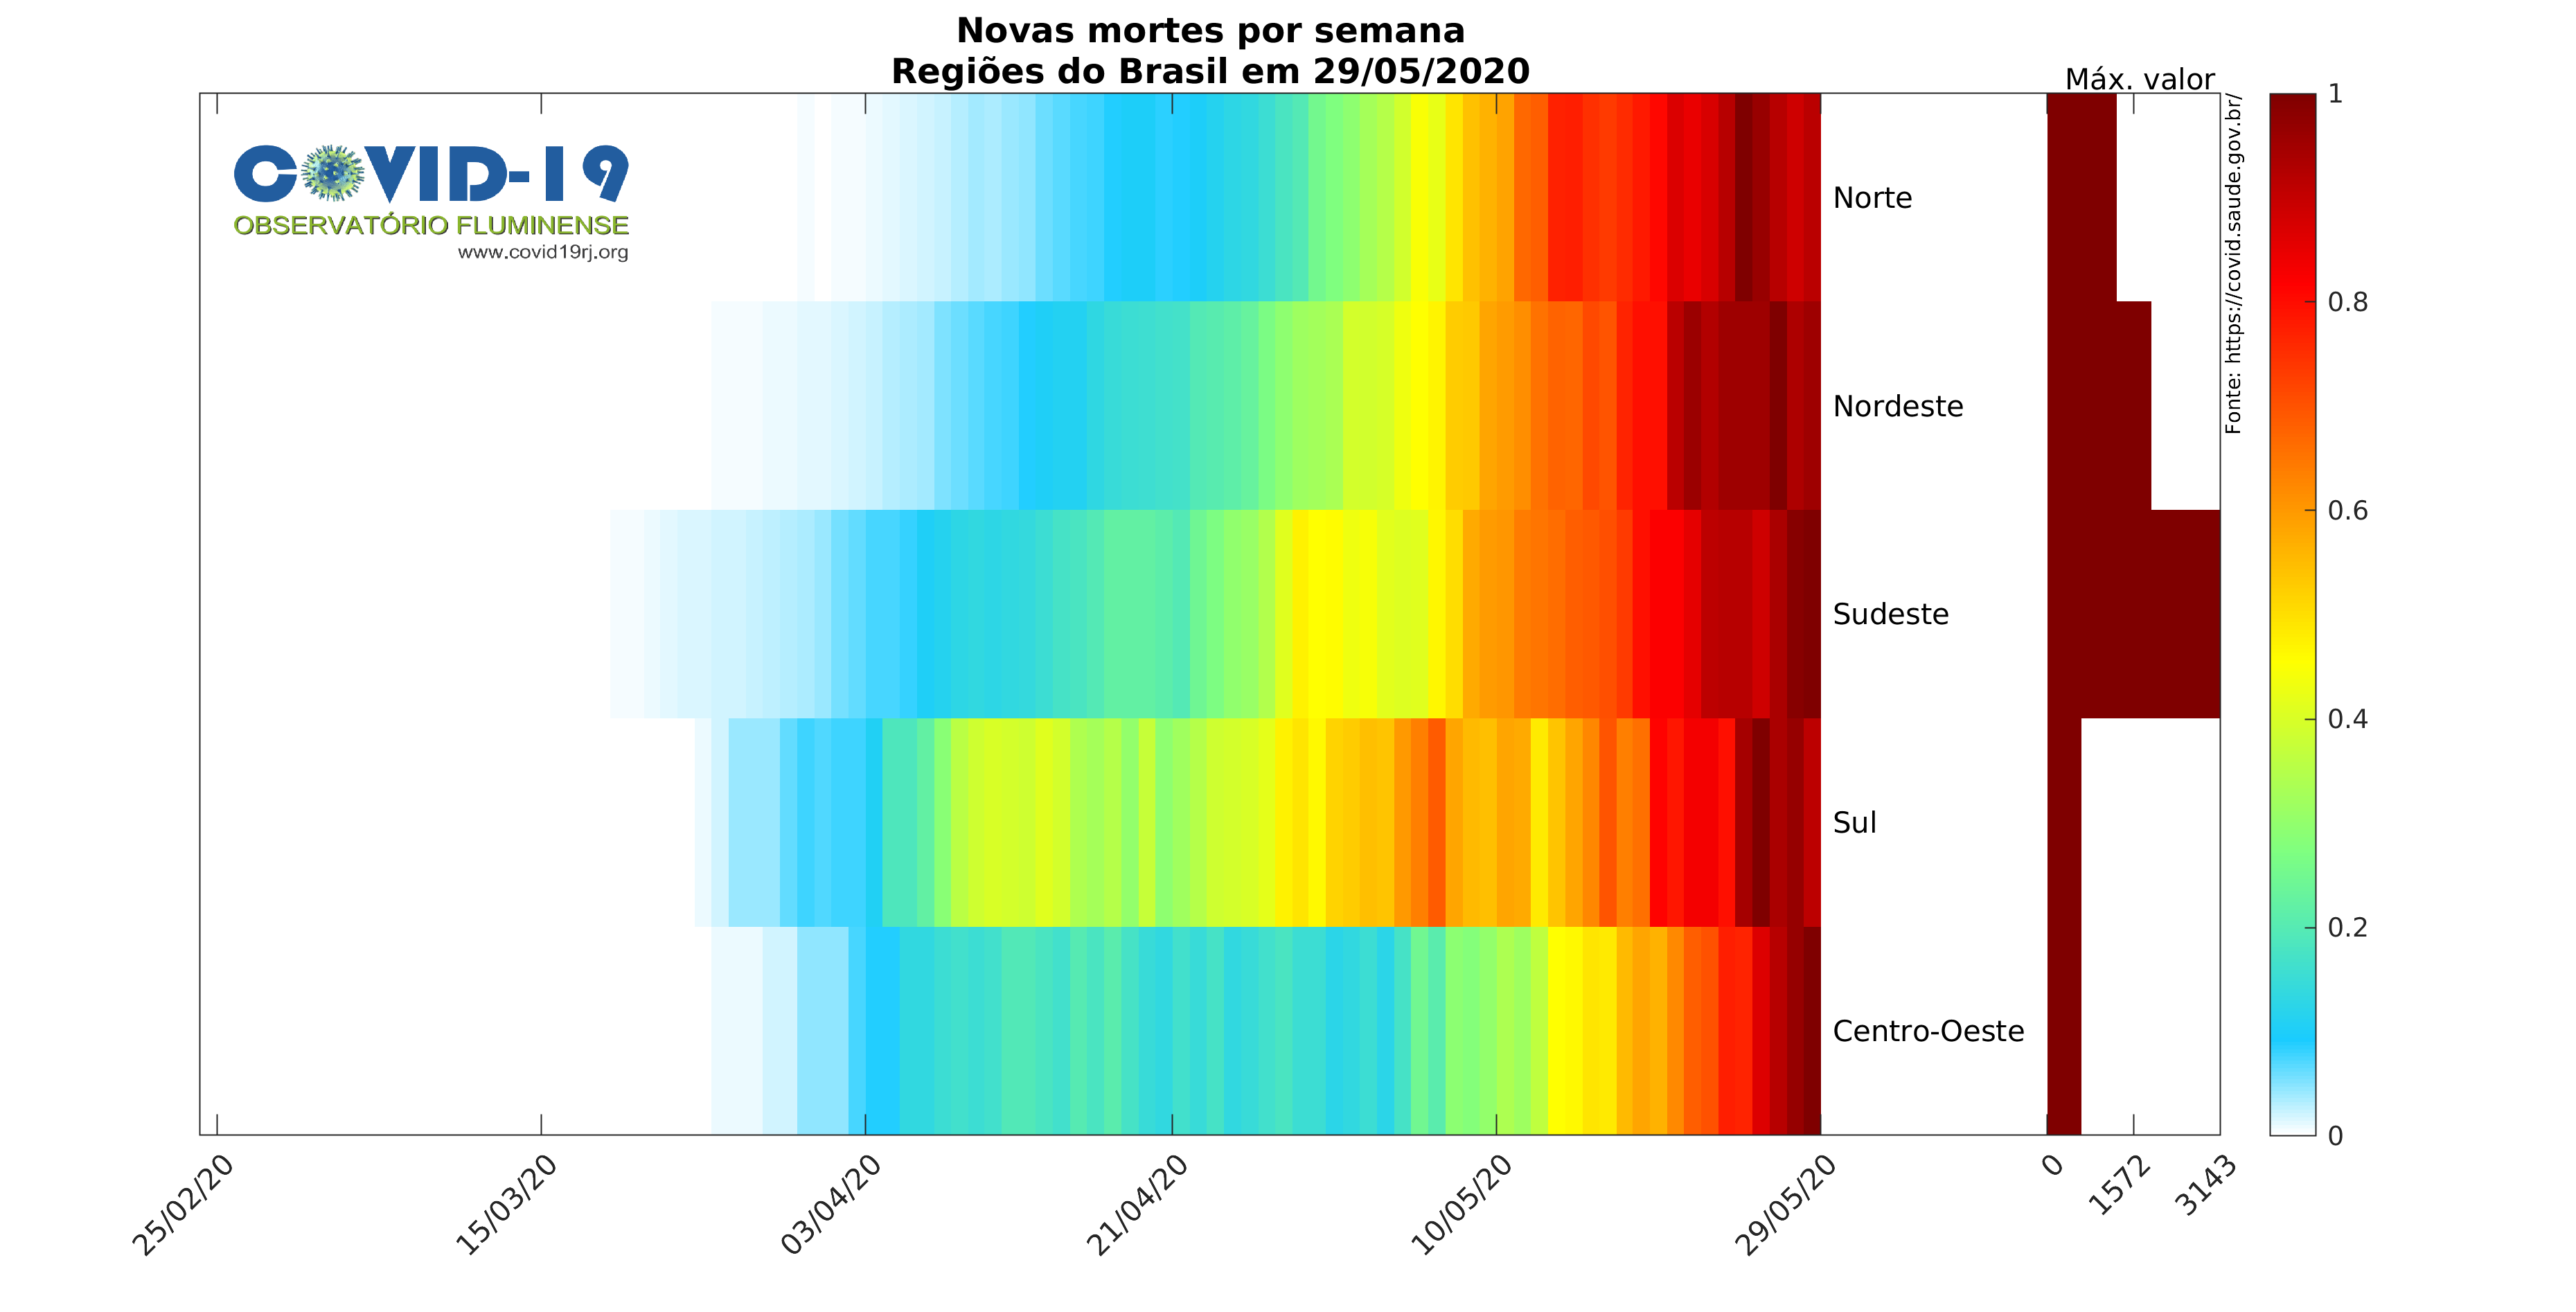 Novas mortes por semana
Regiões do Brasil em 29/05/2020
Máx. valor
COVID-19
OBSERVATÓRIO FLUMINENSE
www.covid19rj.org
Norte
Nordeste
Sudeste
Sul
Centro-Oeste
Fonte: https://covid.saude.gov.br/
1
0.8
0.6
0.4
0.2
0
25/02/20
15/03/20
03/04/20
21/04/20
10/05/20
29/05/20
0
1572
3143